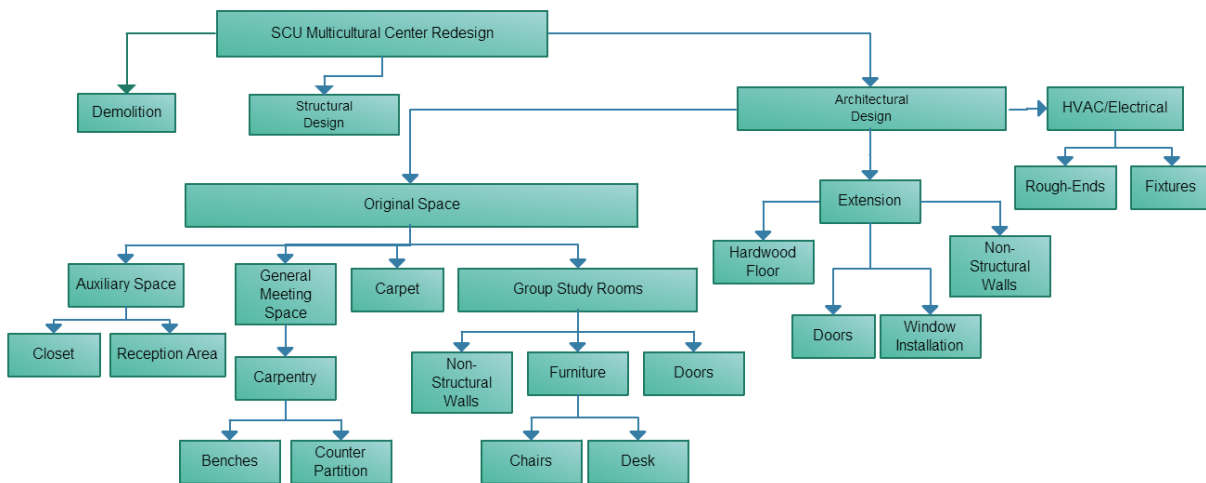 SCU Multicultural Center Redesign
Demolition
Structural
Design
Architectural
Design
HVAC/Electrical
Rough-Ends
Fixtures
Original Space
Extension
Hardwood
Floor
Non-
Structural
Walls
Doors
Window
Installation
Auxiliary Space
General
Meeting
Space
Carpet
Group Study Rooms
Closet
Reception Area
Carpentry
Non-
Structural
Walls
Furniture
Doors
Benches
Counter
Partition
Chairs
Desk